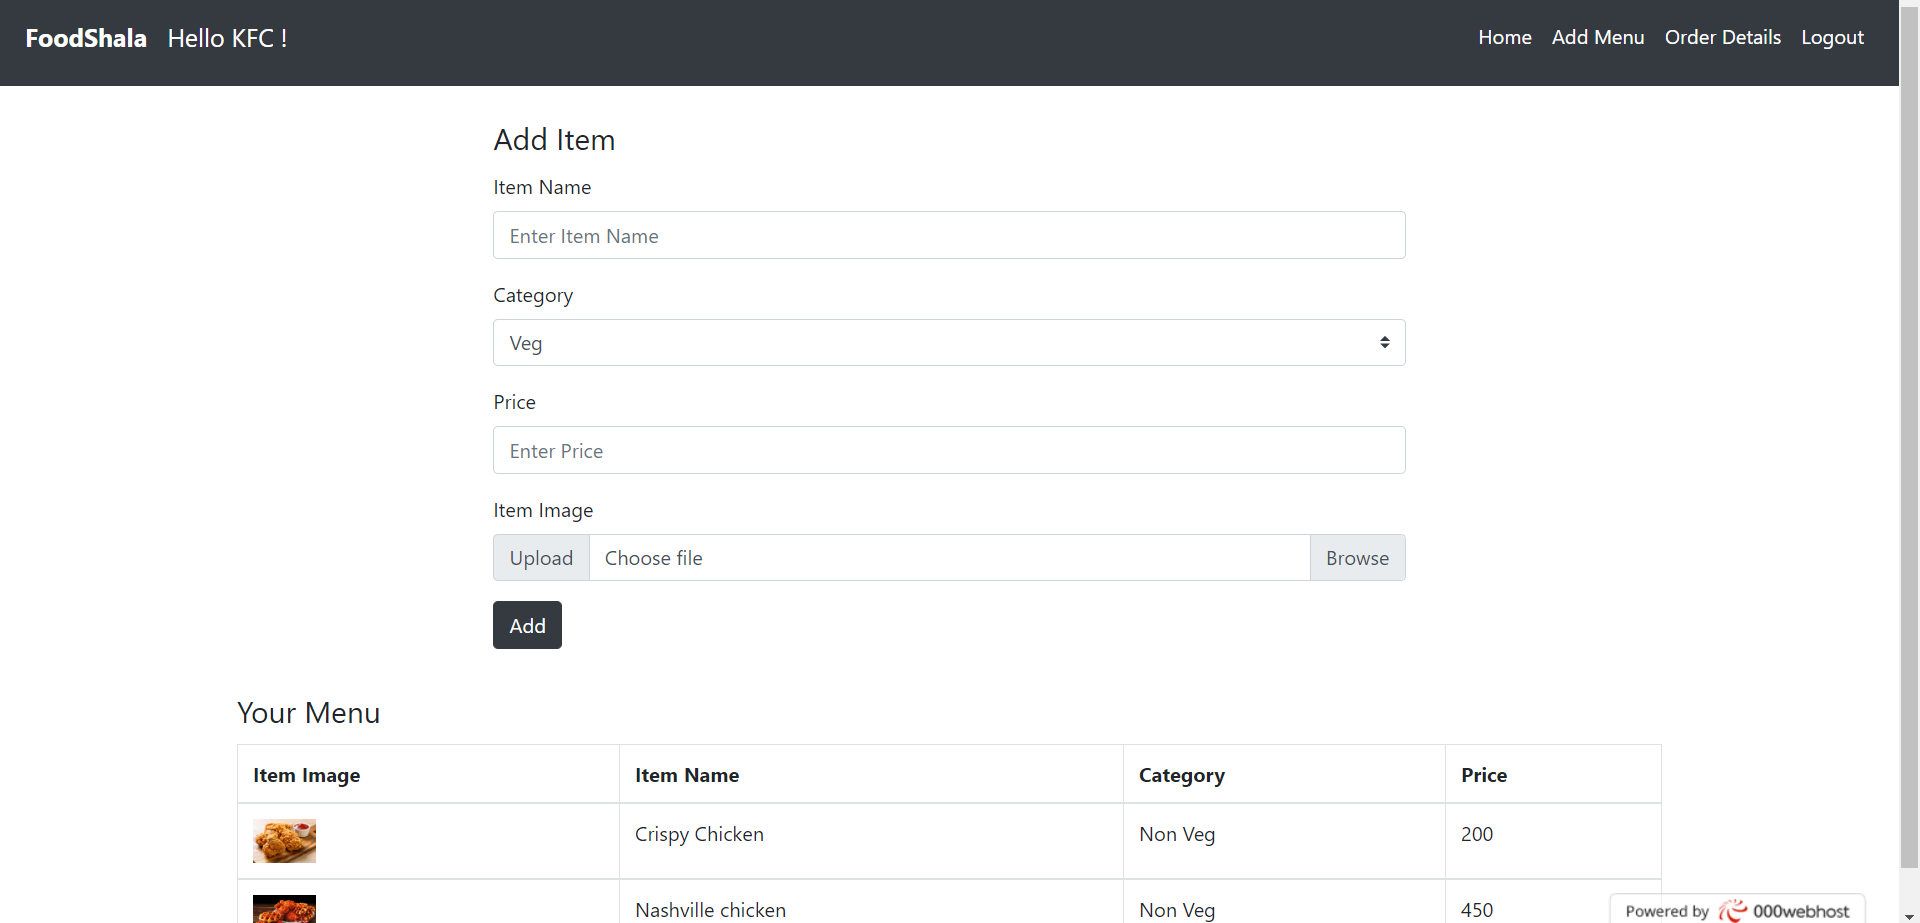 FoodShala Hello KFC ! Home Add Menu Order Details Logout
Add Item
Item Name
Enter Item Name
Category
Veg
Price
Enter Price
Item Image
Upload Choose file Browse
Add
Your Menu
Item Image Item Name Category Price
Crispy Chicken Non Veg 200
Nashville chicken Non Veg 450
Powered by 000webhost